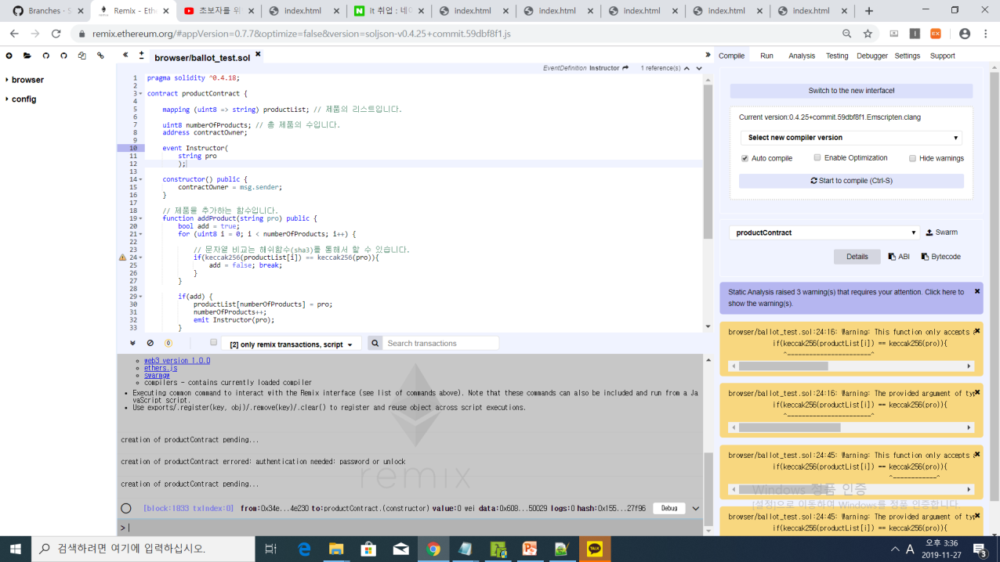 Branches · S
Remix - Ethe
초보자를 위
index.html
it 취업 : 네이
index.html
index.html
index.html
index.html
index.html
remix.ethereum.org/#appVersion=0.7.7&optimize=false&version=soljson-v0.4.25+commit.59dbf8f1.js
browser
config
browser/ballot_test.sol
EventDefinition Instructor 1 reference(s)
1 pragma solidity ^0.4.18;
2
3 contract productContract {
4
5 mapping (uint8 => string) productList; // 제품의 리스트입니다.
6
7 uint8 numberOfProducts; // 총 제품의 수입니다.
8 address contractOwner;
9
10 event Instructor(
11 string pro
12 );
13
14 constructor() public {
15 contractOwner = msg.sender;
16 }
17
18 // 제품을 추가하는 함수입니다.
19 function addProduct(string pro) public {
20 bool add = true;
21 for (uint8 i = 0; i < numberOfProducts; i++) {
22
23 // 문자열 비교는 해쉬함수(sha3)를 통해서 할 수 있습니다.
24 if(keccak256(productList[i]) == keccak256(pro)){
25 add = false; break;
26 }
27 }
28
29 if(add) {
30 productList[numberOfProducts] = pro;
31 numberOfProducts++;
32 emit Instructor(pro);
33 }
0 [2] only remix transactions, script Search transactions
web3 version 1.0.0
ethers.js
swarmgw
compilers - contains currently loaded compiler
Executing common command to interact with the Remix interface (see list of commands above). Note that these commands can also be included and run from a Ja
vaScript script.
Use exports/.register(key, obj)/.remove(key)/.clear() to register and reuse object across script executions.
creation of productContract pending...
creation of productContract errored: authentication needed: password or unlock
creation of productContract pending...
remix
[block:1033 txIndex:0] from:0x34e...4e230 to:productContract.(constructor) value:0 wei data:0x608...50029 logs:0 hash:0x155...27f96 Debug
>
Compile Run Analysis Testing Debugger Settings Support
Switch to the new interface!
Current version:0.4.25+commit.59dbf8f1.Emscripten.clang
Select new compiler version
Auto compile Enable Optimization Hide warnings
Start to compile (Ctrl-S)
productContract Swarm
Details ABI Bytecode
Static Analysis raised 3 warning(s) that requires your attention. Click here to
show the warning(s).
browser/ballot_test.sol:24:16: Warning: This function only accepts a
if(keccak256(productList[i]) == keccak256(pro)){
^-----------------------^
browser/ballot_test.sol:24:16: Warning: The provided argument of typ
if(keccak256(productList[i]) == keccak256(pro)){
^-----------------------^
browser/ballot_test.sol:24:45: Warning: This function only accepts a
if(keccak256(productList[i]) == keccak256(pro)){
^------------^
browser/ballot_test.sol:24:45: Warning: The provided argument of typ
if(keccak256(productList[i]) == keccak256(pro)){
Windows 정품 인증
[설정]으로 이동하여 Windows를 정품 인증합니다.
검색하려면 여기에 입력하십시오.
TALK
A
오후 3:36
2019-11-27
3